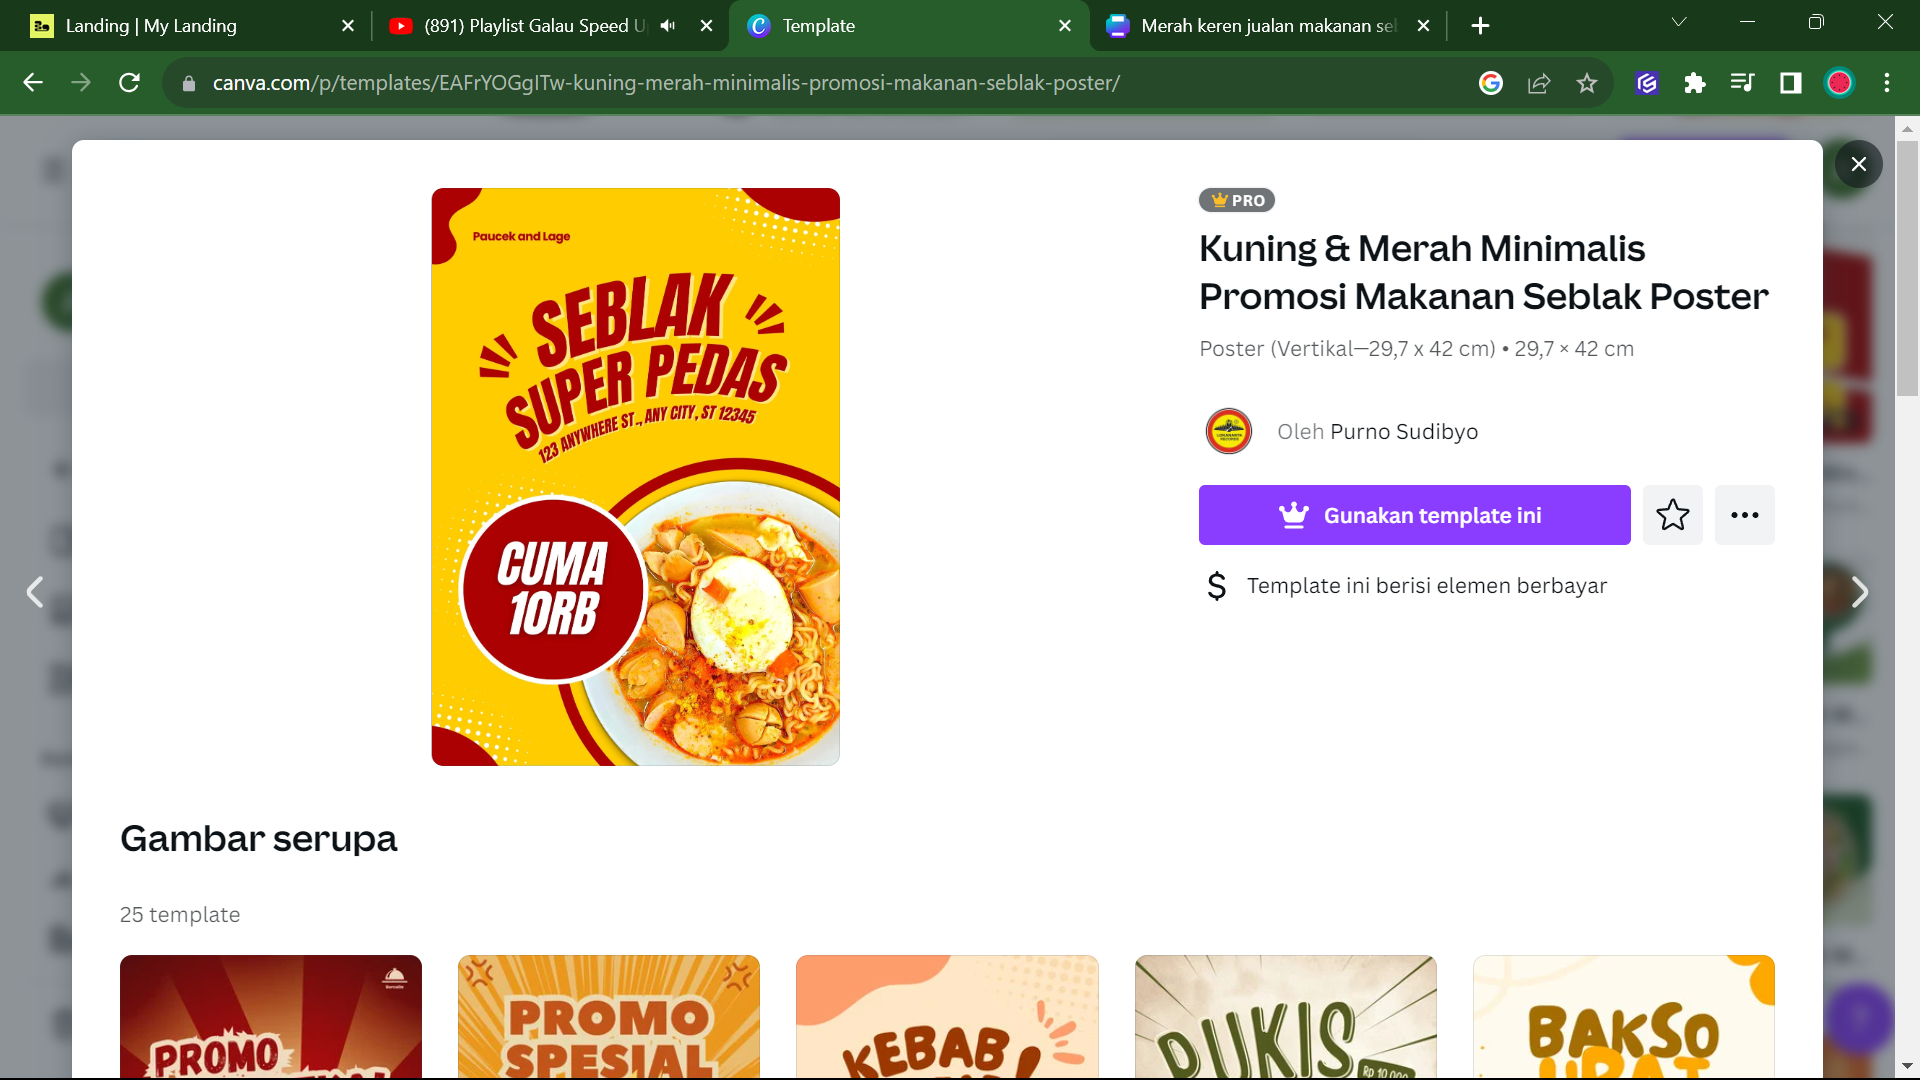 Landing | My Landing
(891) Playlist Galau Speed U
Template
Merah keren jualan makanan se
canva.com/p/templates/EAFrYOGgITw-kuning-merah-minimalis-promosi-makanan-seblak-poster/
Paucek and Lage
SEBLAK
SUPER PEDAS
123 ANYWHERE ST., ANY CITY, ST 12345
CUMA
10RB
PRO
Kuning & Merah Minimalis
Promosi Makanan Seblak Poster
Poster (Vertikal—29,7 x 42 cm) • 29,7 × 42 cm
Oleh Purno Sudibyo
Gunakan template ini
Template ini berisi elemen berbayar
Gambar serupa
25 template
PROMO
PROMO
SPESIAL
KEBAB
DUKIS
RP 10.000
BAKSO
URAT